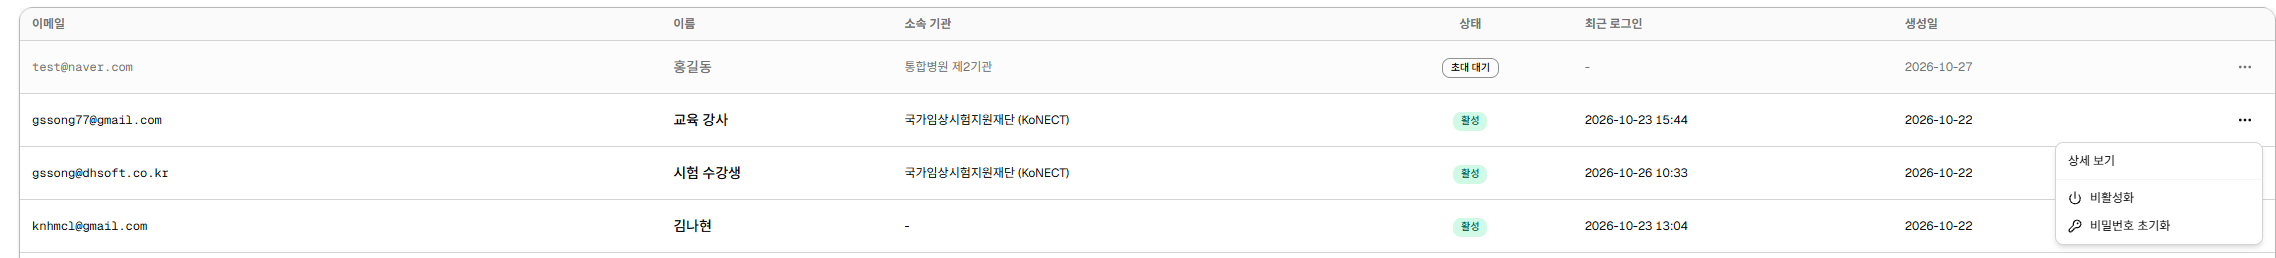 이메일 이름 소속 기관 상태 최근 로그인 생성일
test@naver.com 홍길동 통합병원 제2기관 초대 대기 - 2026-10-27 ···
gssong77@gmail.com 교육 강사 국가임상시험지원재단 (KoNECT) 활성 2026-10-23 15:44 2026-10-22 ···
상세 보기
gssong@dhsoft.co.kr 시험 수강생 국가임상시험지원재단 (KoNECT) 활성 2026-10-26 10:33 2026-10-22
비활성화
knhmcl@gmail.com 김나현 - 활성 2026-10-23 13:04 2026-10-22
비밀번호 초기화